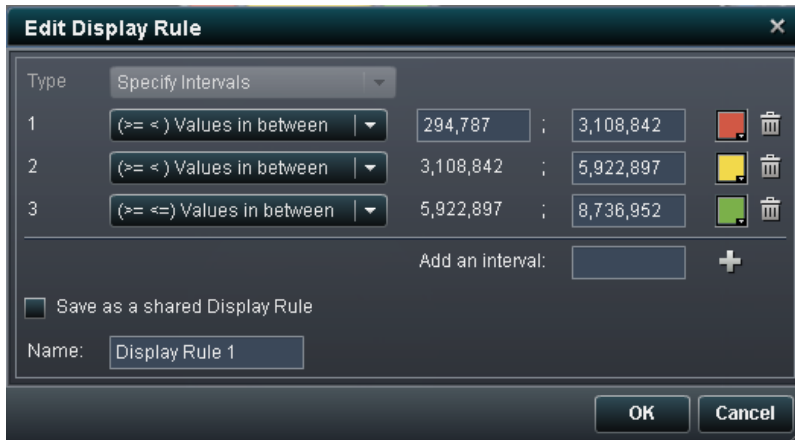 Edit Display Rule
Type Specify Intervals
1 (>= < ) Values in between 294,787 ; 3,108,842
2 (>= < ) Values in between 3,108,842 ; 5,922,897
3 (>= <=) Values in between 5,922,897 ; 8,736,952
Add an interval:
Save as a shared Display Rule
Name: Display Rule 1
OK Cancel